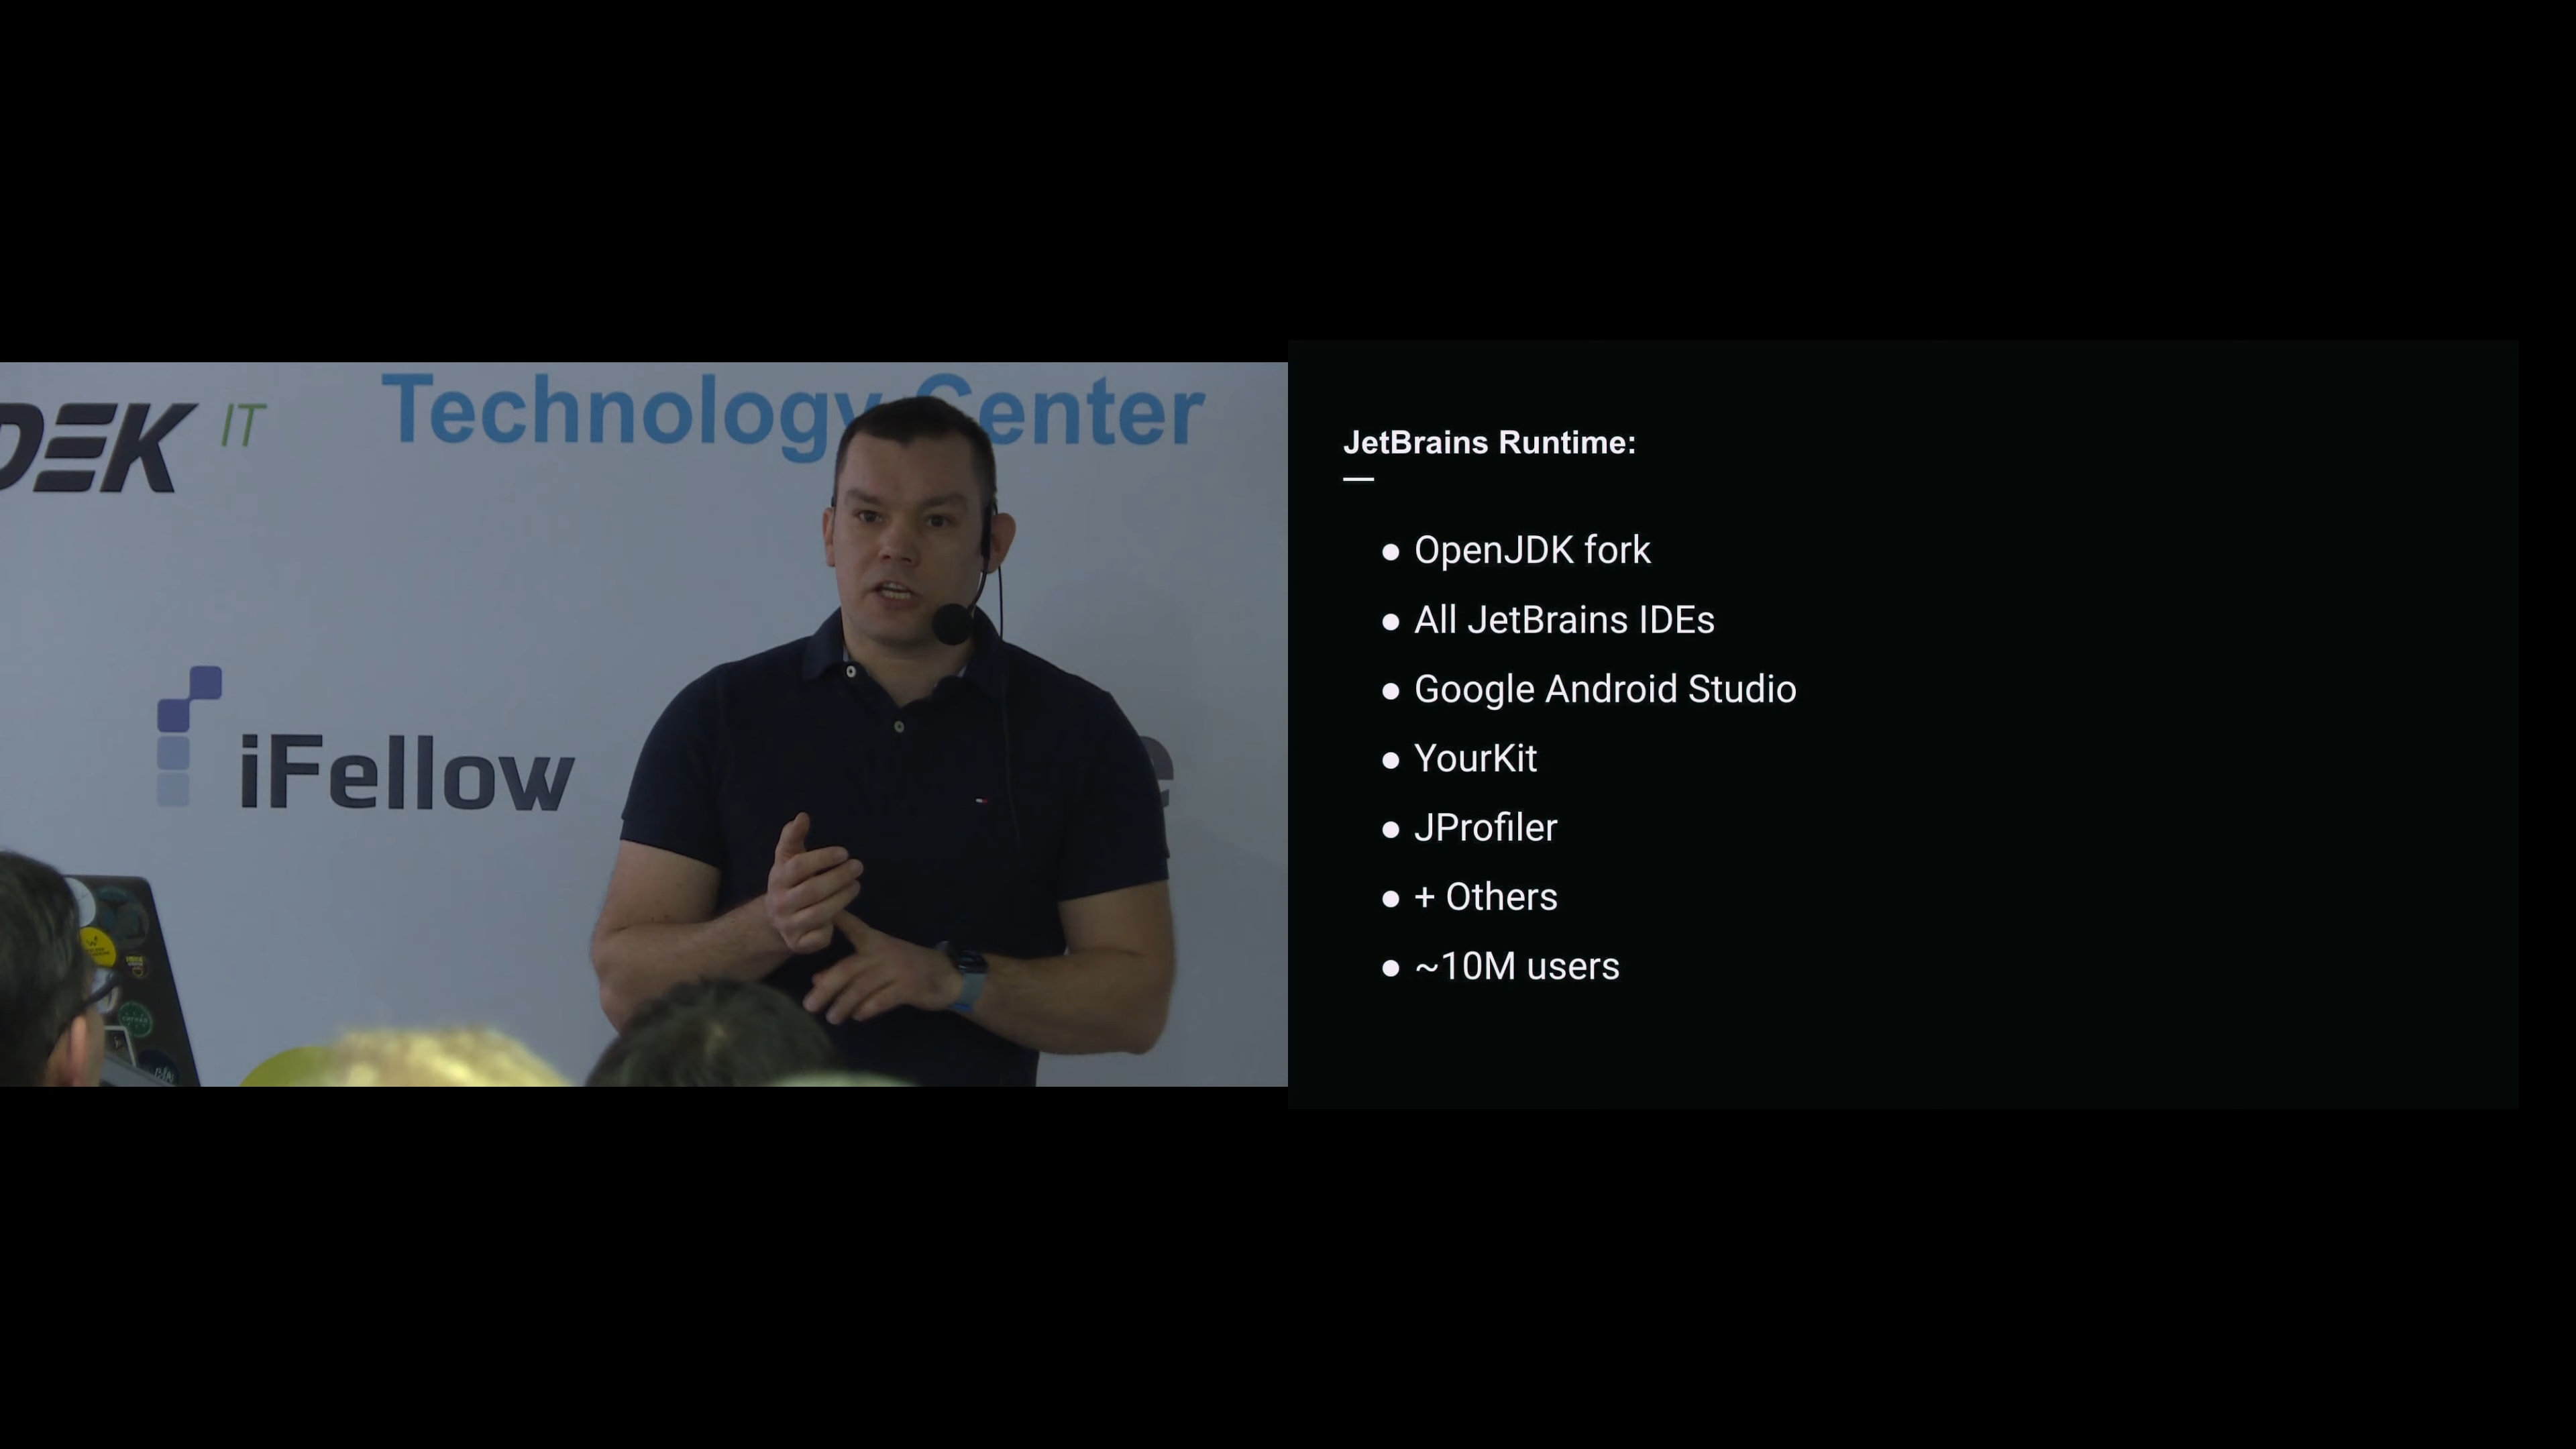 DEK IT
Technology Center
iFellow
JetBrains Runtime:
● OpenJDK fork
● All JetBrains IDEs
● Google Android Studio
● YourKit
● JProfiler
● + Others
● ~10M users